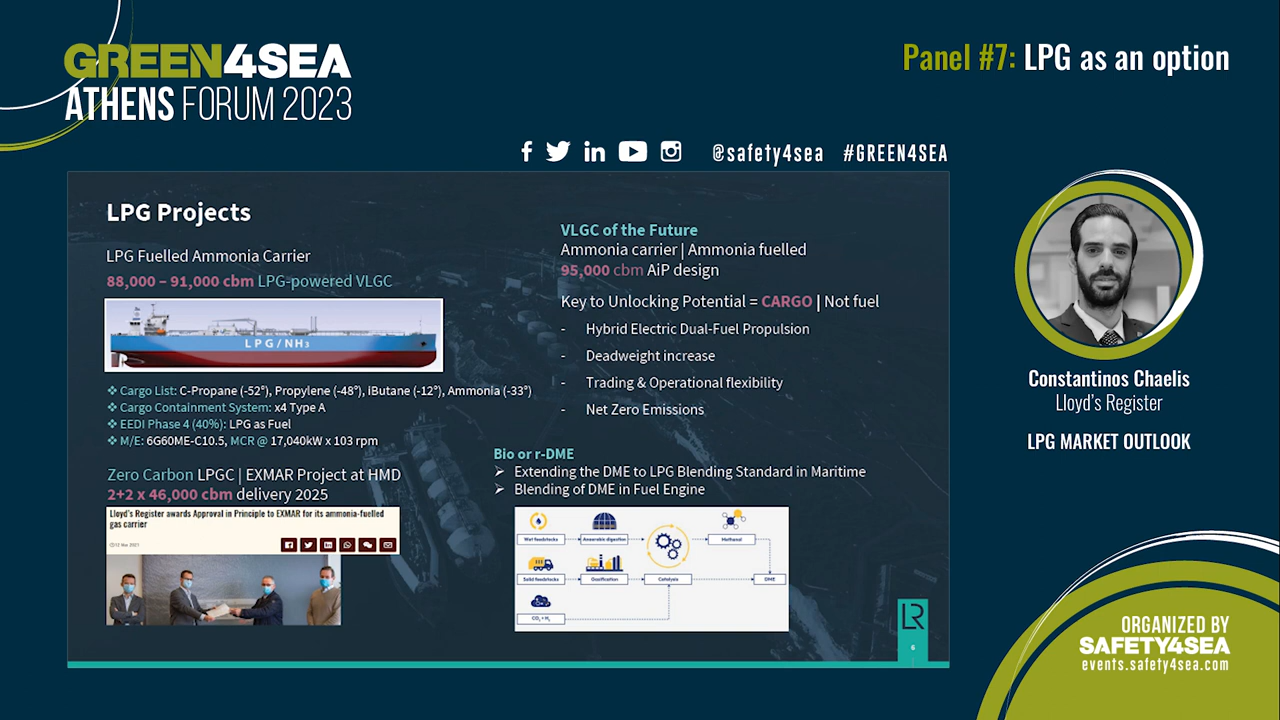 GREEN4SEA
ATHENS FORUM 2023
Panel #7: LPG as an option
@safety4sea #GREEN4SEA
LPG Projects
LPG Fuelled Ammonia Carrier
88,000 – 91,000 cbm LPG-powered VLGC
LPG/NH₃
❖ Cargo List: C-Propane (-52°), Propylene (-48°), iButane (-12°), Ammonia (-33°)
❖ Cargo Containment System: x4 Type A
❖ EEDI Phase 4 (40%): LPG as Fuel
❖ M/E: 6G60ME-C10.5, MCR @ 17,040kW x 103 rpm
Zero Carbon LPGC | EXMAR Project at HMD
2+2 x 46,000 cbm delivery 2025
Lloyd's Register awards Approval in Principle to EXMAR for its ammonia-fuelled
gas carrier
12 Nov 2021
VLGC of the Future
Ammonia carrier | Ammonia fuelled
95,000 cbm AiP design
Key to Unlocking Potential = CARGO | Not fuel
- Hybrid Electric Dual-Fuel Propulsion
- Deadweight increase
- Trading & Operational flexibility
- Net Zero Emissions
Bio or r-DME
➢ Extending the DME to LPG Blending Standard in Maritime
➢ Blending of DME in Fuel Engine
Wet feedstocks
Anaerobic digestion
Methanol
Solid feedstocks
Gasification
Catalysis
DME
CO₂ + H₂
LR
6
Constantinos Chaelis
Lloyd's Register
LPG MARKET OUTLOOK
ORGANIZED BY
SAFETY4SEA
events.safety4sea.com